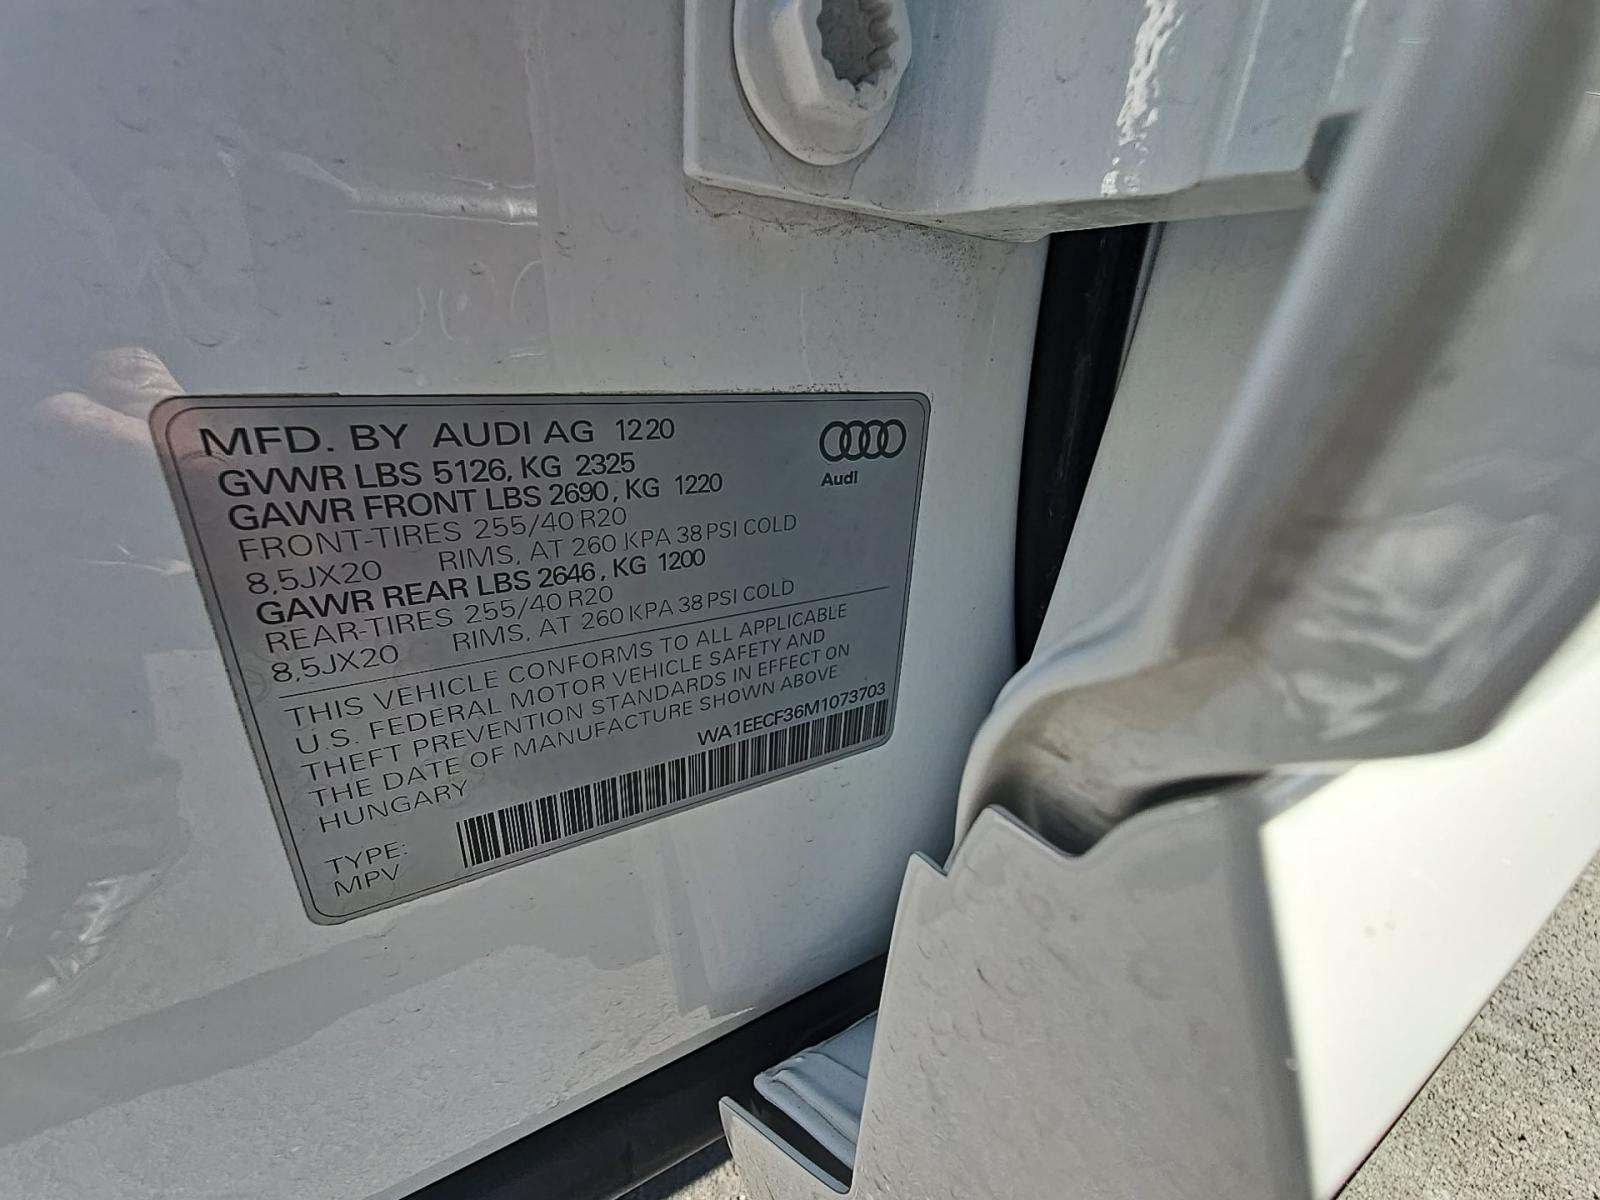 MFD. BY AUDI AG 1220
Audi
GVWR LBS 5126, KG 2325
GAWR FRONT LBS 2690, KG 1220
FRONT-TIRES 255/40 R20
8,5JX20 RIMS, AT 260 KPA 38 PSI COLD
GAWR REAR LBS 2646, KG 1200
REAR-TIRES 255/40 R20
8,5JX20 RIMS, AT 260 KPA 38 PSI COLD
THIS VEHICLE CONFORMS TO ALL APPLICABLE
U.S. FEDERAL MOTOR VEHICLE SAFETY AND
THEFT PREVENTION STANDARDS IN EFFECT ON
THE DATE OF MANUFACTURE SHOWN ABOVE
HUNGARY
WA1EECF36M1073703
TYPE:
MPV